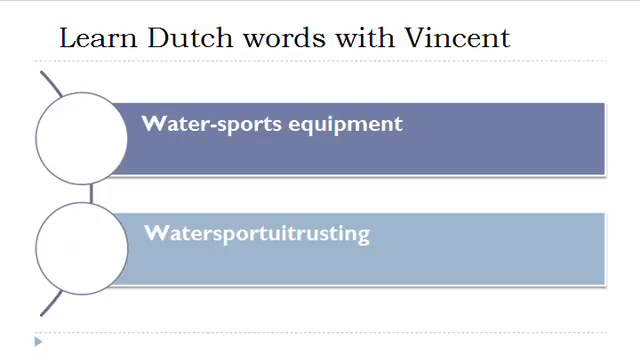 Learn Dutch words with Vincent
Water-sports equipment
Watersportuitrusting